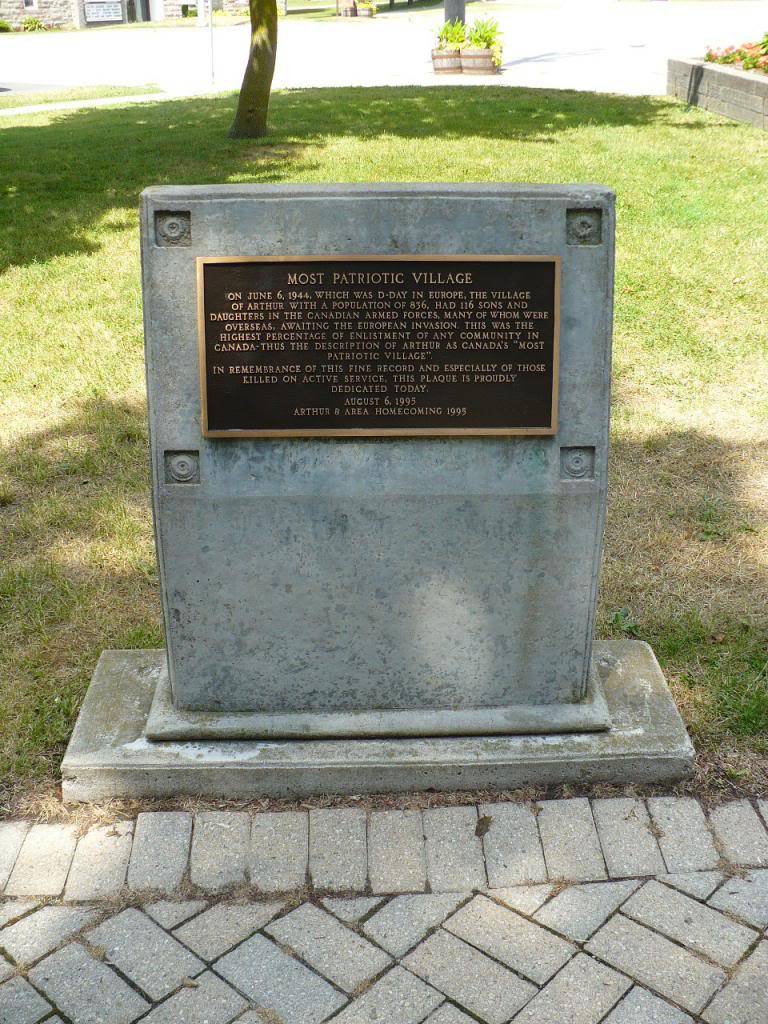 MOST PATRIOTIC VILLAGE
ON JUNE 6, 1944, WHICH WAS D-DAY IN EUROPE, THE VILLAGE
OF ARTHUR WITH A POPULATION OF 856, HAD 116 SONS AND
DAUGHTERS IN THE CANADIAN ARMED FORCES, MANY OF WHOM WERE
OVERSEAS, AWAITING THE EUROPEAN INVASION. THIS WAS THE
HIGHEST PERCENTAGE OF ENLISTMENT OF ANY COMMUNITY IN
CANADA-THUS THE DESCRIPTION OF ARTHUR AS CANADA'S "MOST
PATRIOTIC VILLAGE".
IN REMEMBRANCE OF THIS FINE RECORD AND ESPECIALLY OF THOSE
KILLED ON ACTIVE SERVICE, THIS PLAQUE IS PROUDLY
DEDICATED TODAY.
AUGUST 6, 1995
ARTHUR & AREA HOMECOMING 1995